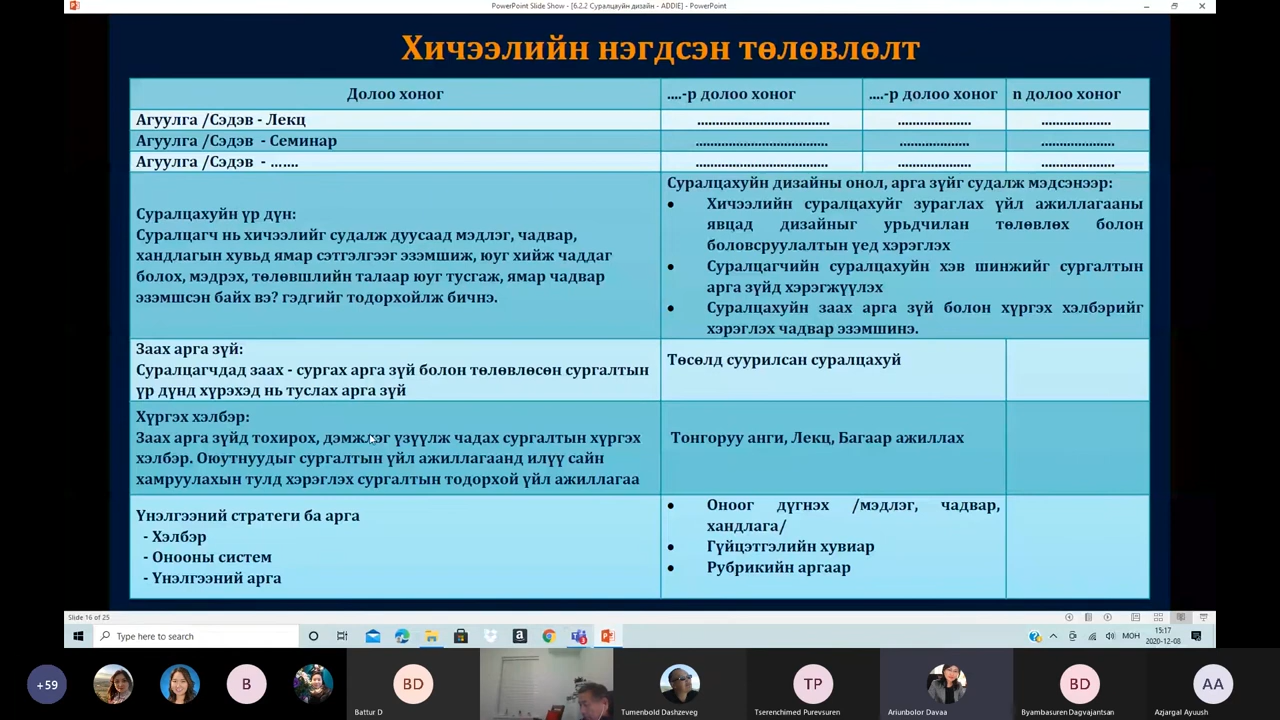 PowerPoint Slide Show - [6.2.2 Суралцахуйн дизайн - ADDIE] - PowerPoint
Хичээлийн нэгдсэн төлөвлөлт
Долоо хоног
....-р долоо хоног
....-р долоо хоног
n долоо хоног
Агуулга /Сэдэв - Лекц
......................................
.....................
....................
Агуулга /Сэдэв - Семинар
......................................
....................
....................
Агуулга /Сэдэв - …….
......................................
.....................
....................
Суралцахуйн үр дүн:
Суралцагч нь хичээлийг судалж дуусаад мэдлэг, чадвар,
хандлагын хувьд ямар сэтгэлгээг эзэмшиж, юуг хийж чаддаг
болох, мэдрэх, төлөвшлийн талаар юуг тусгаж, ямар чадвар
эзэмшсэн байх вэ? гэдгийг тодорхойлж бичнэ.
Суралцахуйн дизайны онол, арга зүйг судалж мэдсэнээр:
• Хичээлийн суралцахуйг зураглах үйл ажиллагааны
явцад дизайныг урьдчилан төлөвлөх болон
боловсруулалтын үед хэрэглэх
• Суралцагчийн суралцахуйн хэв шинжийг сургалтын
арга зүйд хэрэгжүүлэх
• Суралцахуйн заах арга зүй болон хүргэх хэлбэрийг
хэрэглэх чадвар эзэмшинэ.
Заах арга зүй:
Суралцагчдад заах - сургах арга зүй болон төлөвлөсөн сургалтын
үр дүнд хүрэхэд нь туслах арга зүй
Төсөлд суурилсан суралцахуй
Хүргэх хэлбэр:
Заах арга зүйд тохирох, дэмжлэг үзүүлж чадах сургалтын хүргэх
хэлбэр. Оюутнуудыг сургалтын үйл ажиллагаанд илүү сайн
хамруулахын тулд хэрэглэх сургалтын тодорхой үйл ажиллагаа
Тонгоруу анги, Лекц, Багаар ажиллах
Үнэлгээний стратеги ба арга
- Хэлбэр
- Онооны систем
- Үнэлгээний арга
• Оноог дүгнэх /мэдлэг, чадвар,
хандлага/
• Гүйцэтгэлийн хувиар
• Рубрикийн аргаар
Slide 16 of 25
Type here to search
МОН
15:17
2020-12-08
+59
B
BD
Battur D
Tumenbold Dashzeveg
TP
Tserenchimed Purevsuren
Ariunbolor Davaa
BD
Byambasuren Dagvajantsan
AA
Azjargal Ayuush